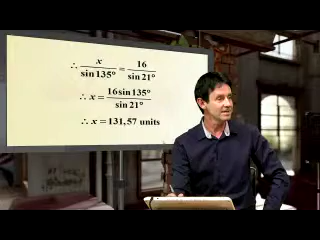 ∴ x / sin 135° = 16 / sin 21°
∴ x = 16 sin 135° / sin 21°
∴ x = 131,57 units